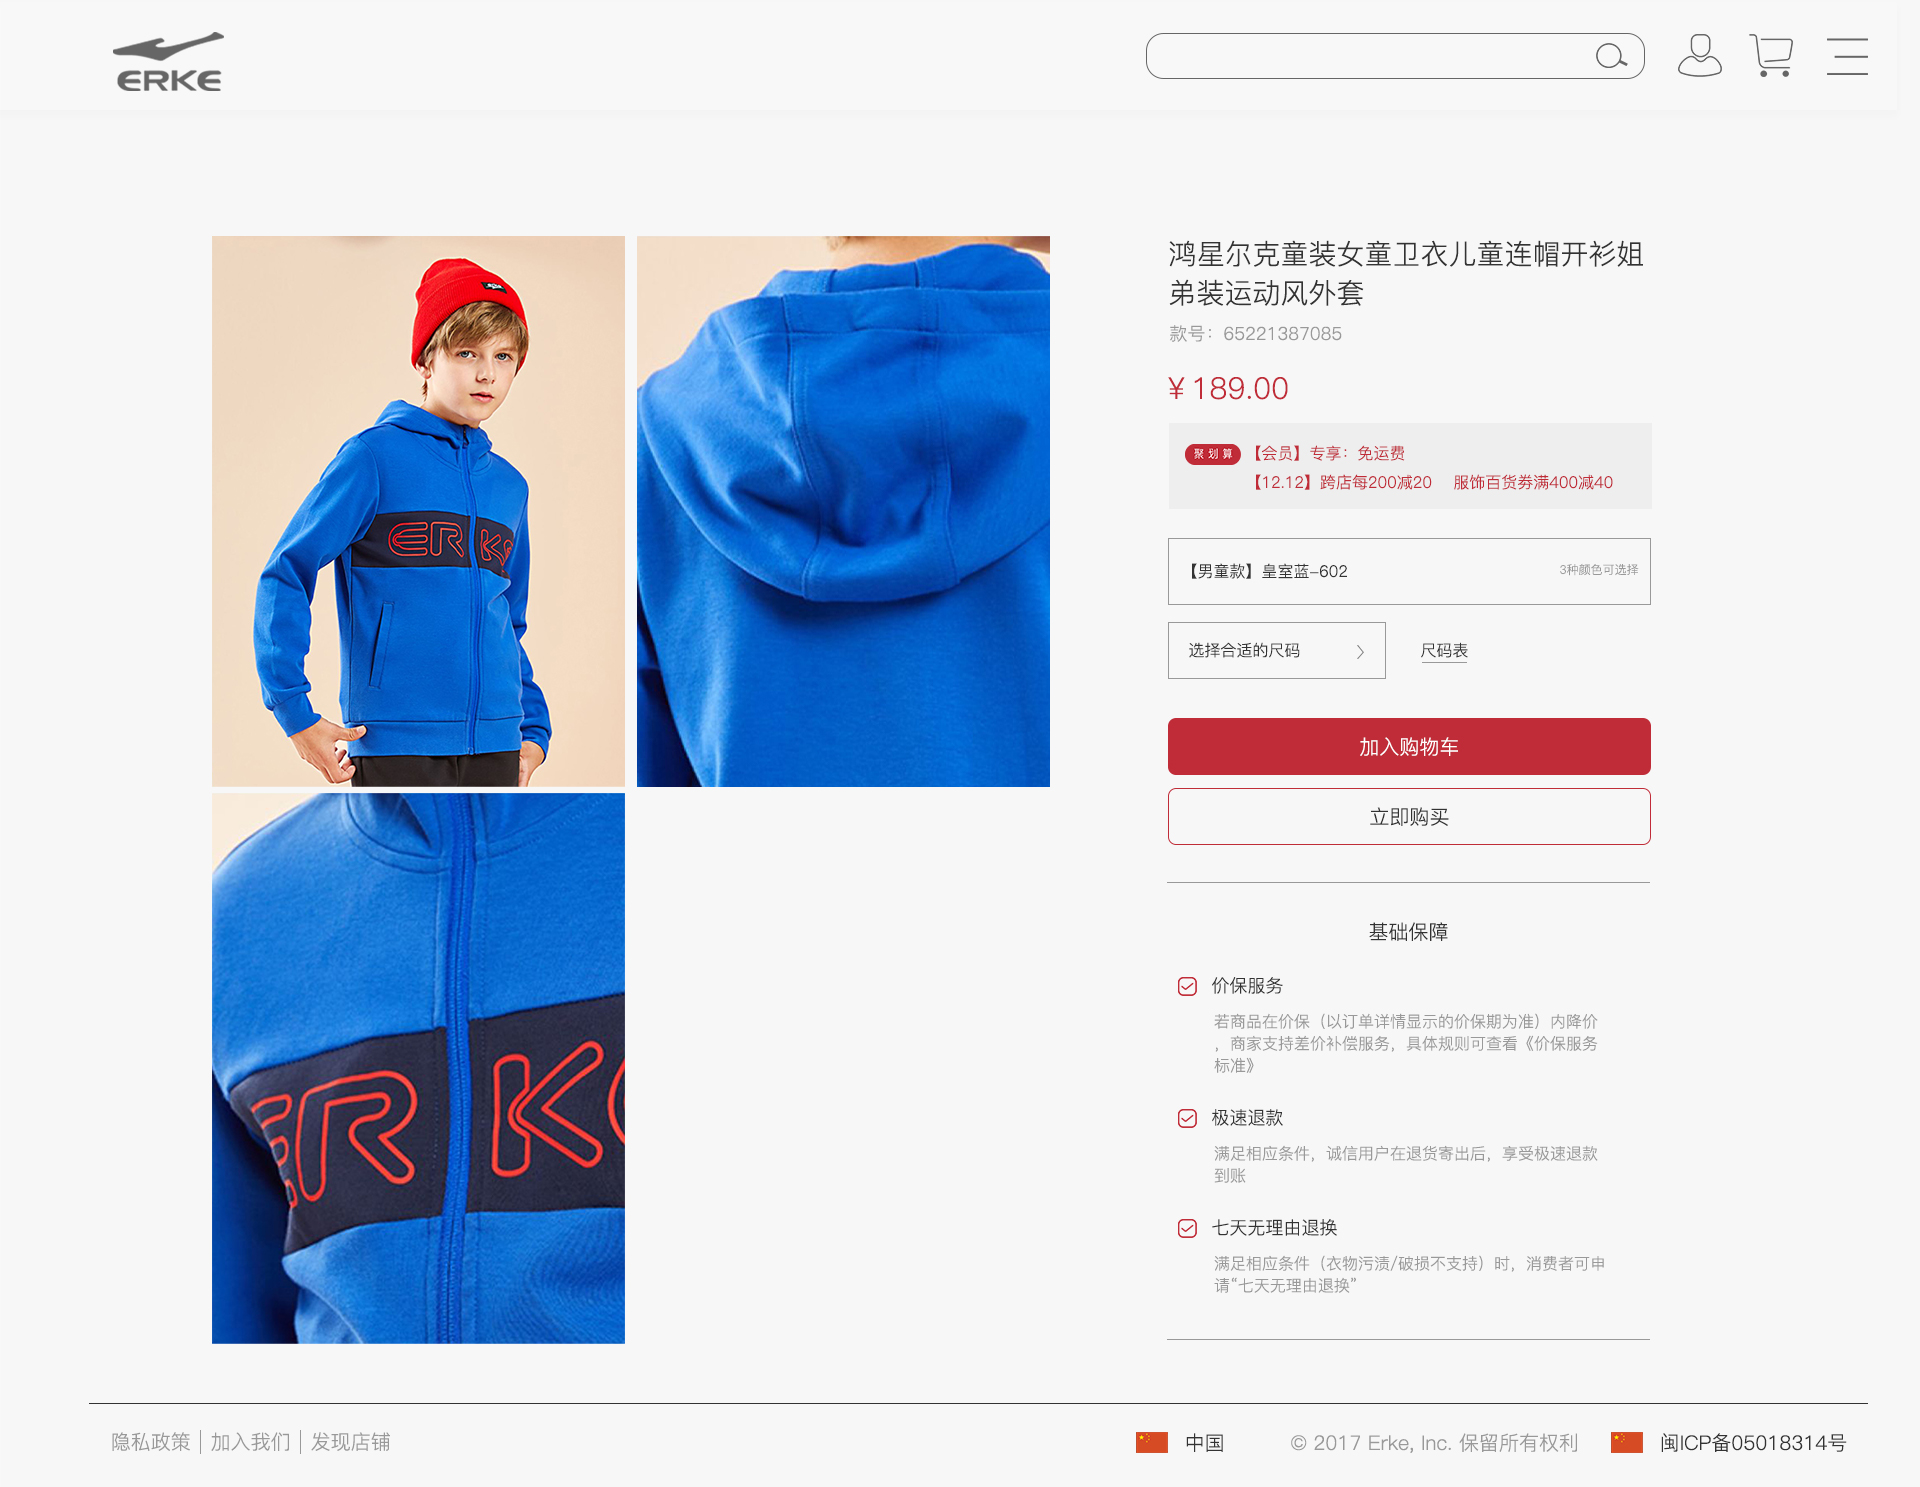 ERKE
鸿星尔克童装女童卫衣儿童连帽开衫姐
弟装运动风外套
款号：65221387085
¥ 189.00
聚划算 【会员】专享：免运费
【12.12】跨店每200减20 服饰百货券满400减40
【男童款】皇室蓝-602 3种颜色可选择
选择合适的尺码 尺码表
加入购物车
立即购买
基础保障
价保服务
若商品在价保（以订单详情显示的价保期为准）内降价
，商家支持差价补偿服务，具体规则可查看《价保服务
标准》
极速退款
满足相应条件，诚信用户在退货寄出后，享受极速退款
到账
七天无理由退换
满足相应条件（衣物污渍/破损不支持）时，消费者可申
请“七天无理由退换”
ER K
ER K
隐私政策 | 加入我们 | 发现店铺 中国 © 2017 Erke, Inc. 保留所有权利 闽ICP备05018314号